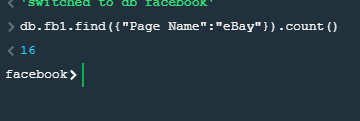 < 'switched to db facebook'
> db.fb1.find({"Page Name":"eBay"}).count()
< 16
facebook>